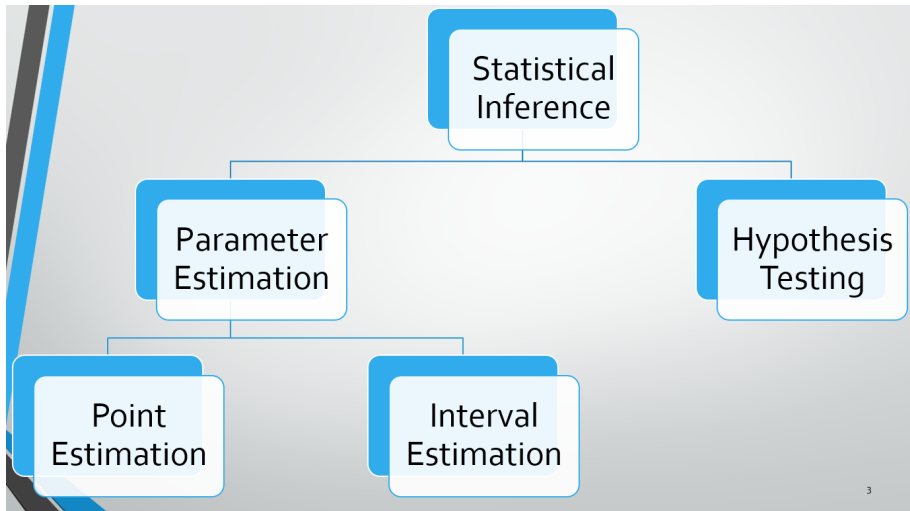 Statistical
Inference
Parameter
Estimation
Hypothesis
Testing
Point
Estimation
Interval
Estimation
3